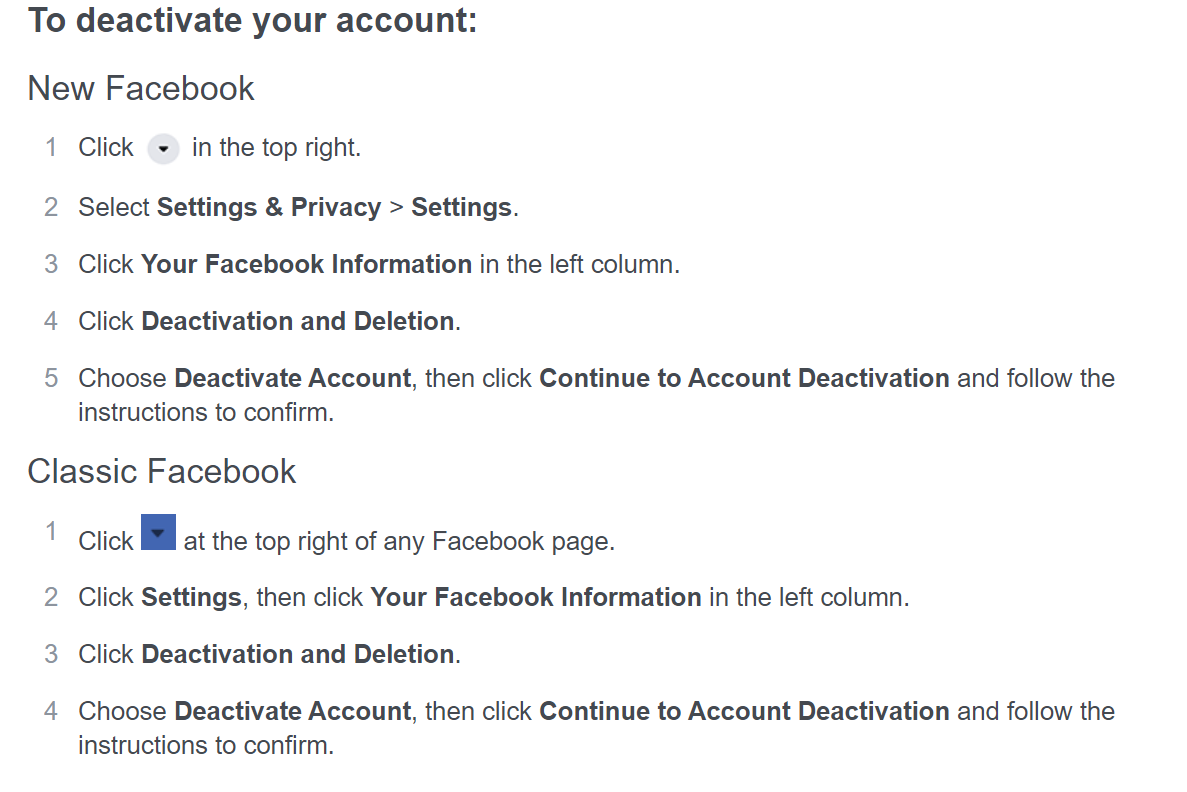 To deactivate your account:
New Facebook
1 Click in the top right.
2 Select Settings & Privacy > Settings.
3 Click Your Facebook Information in the left column.
4 Click Deactivation and Deletion.
5 Choose Deactivate Account, then click Continue to Account Deactivation and follow the
instructions to confirm.
Classic Facebook
1 Click at the top right of any Facebook page.
2 Click Settings, then click Your Facebook Information in the left column.
3 Click Deactivation and Deletion.
4 Choose Deactivate Account, then click Continue to Account Deactivation and follow the
instructions to confirm.